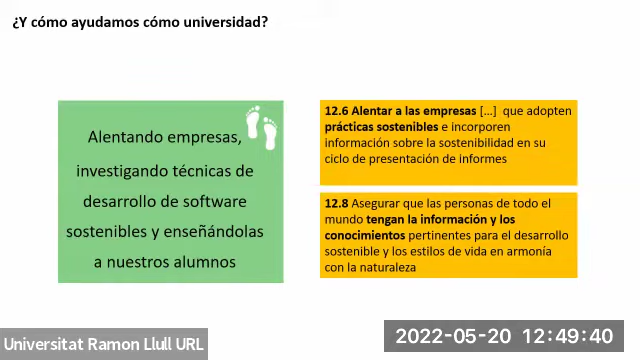 ¿Y cómo ayudamos cómo universidad?
Alentando empresas,
investigando técnicas de
desarrollo de software
sostenibles y enseñándolas
a nuestros alumnos
12.6 Alentar a las empresas […] que adopten
prácticas sostenibles e incorporen
información sobre la sostenibilidad en su
ciclo de presentación de informes
12.8 Asegurar que las personas de todo el
mundo tengan la información y los
conocimientos pertinentes para el desarrollo
sostenible y los estilos de vida en armonía
con la naturaleza
Universitat Ramon Llull URL
2022-05-20 12:49:40